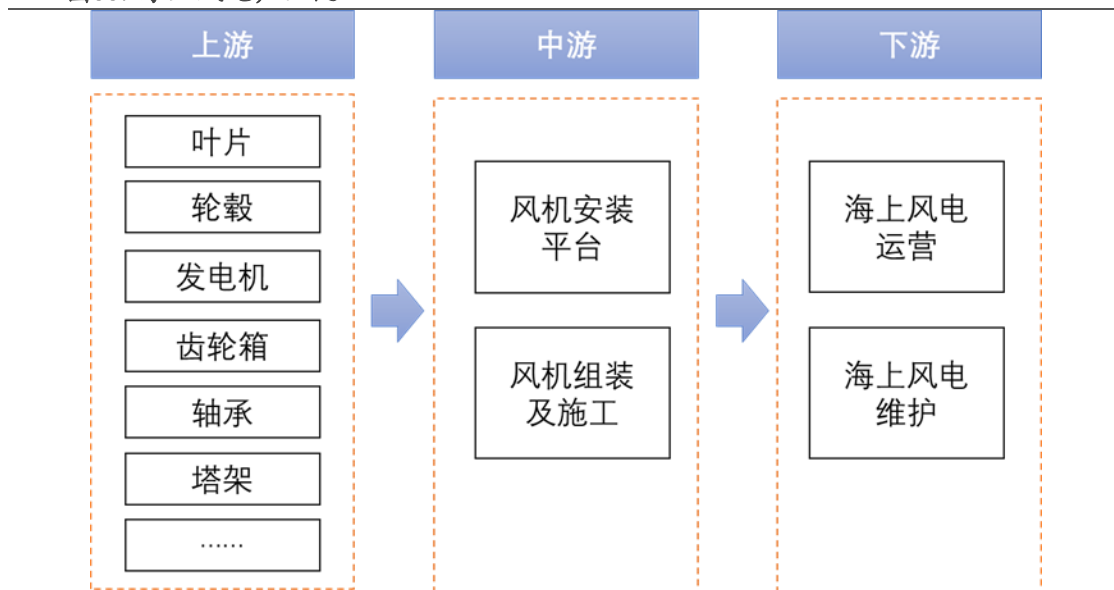 上游
中游
下游
叶片
轮毂
发电机
齿轮箱
轴承
塔架
……
风机安装
平台
风机组装
及施工
海上风电
运营
海上风电
维护